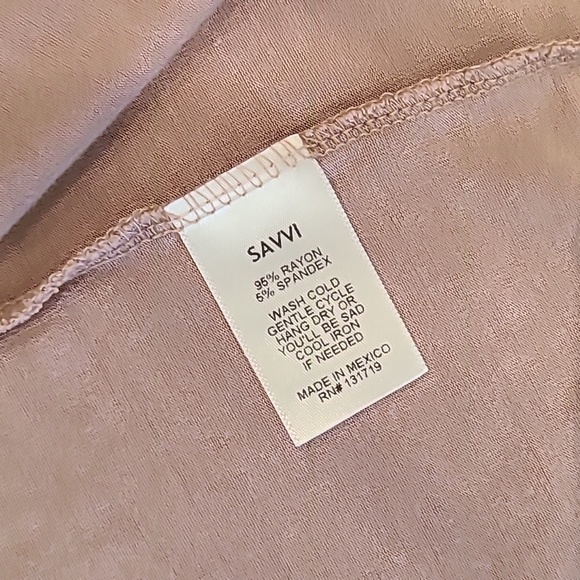 SAVVI
95% RAYON
5% SPANDEX
WASH COLD
GENTLE CYCLE
HANG DRY OR
YOU'LL BE SAD
COOL IRON
IF NEEDED
MADE IN MEXICO
RN# 131719